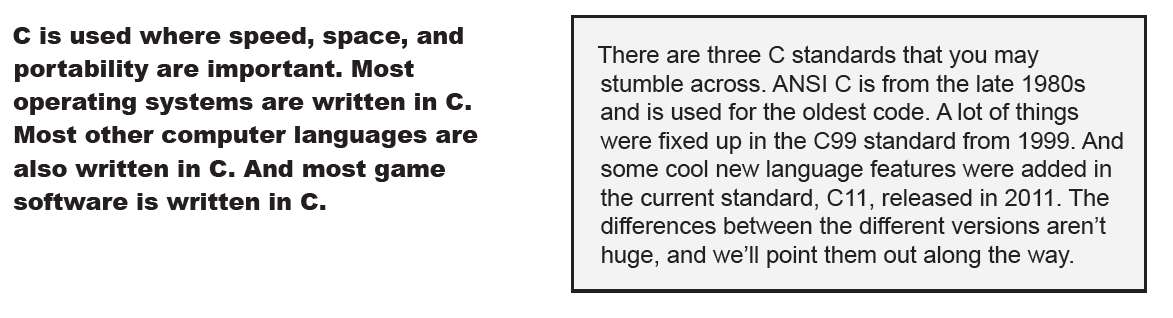 C is used where speed, space, and
portability are important. Most
operating systems are written in C.
Most other computer languages are
also written in C. And most game
software is written in C.
There are three C standards that you may
stumble across. ANSI C is from the late 1980s
and is used for the oldest code. A lot of things
were fixed up in the C99 standard from 1999. And
some cool new language features were added in
the current standard, C11, released in 2011. The
differences between the different versions aren’t
huge, and we’ll point them out along the way.